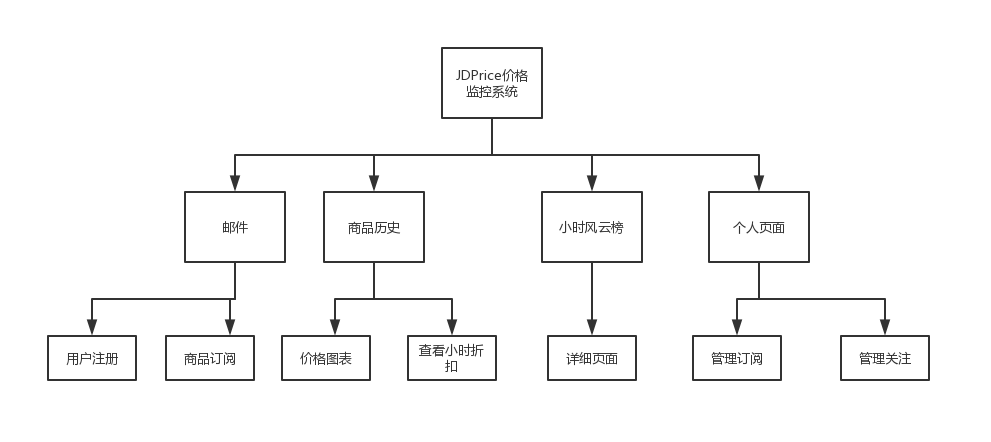 JDPrice价格
监控系统
邮件
商品历史
小时风云榜
个人页面
用户注册
商品订阅
价格图表
查看小时折
扣
详细页面
管理订阅
管理关注